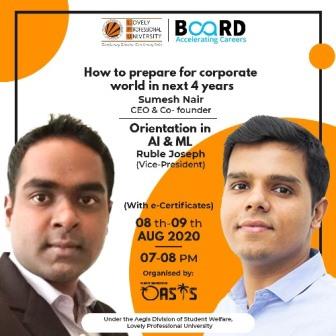 LOVELY
PROFESSIONAL
UNIVERSITY
BOARD
Accelerating Careers
How to prepare for corporate
world in next 4 years
Sumesh Nair
CEO & Co- founder
Orientation in
AI & ML
Ruble Joseph
(Vice-President)
(With e-Certificates)
08 th-09 th
AUG 2020
07-08 PM
Organised by:
OASIS
Under the Aegis Division of Student Welfare,
Lovely Professional University